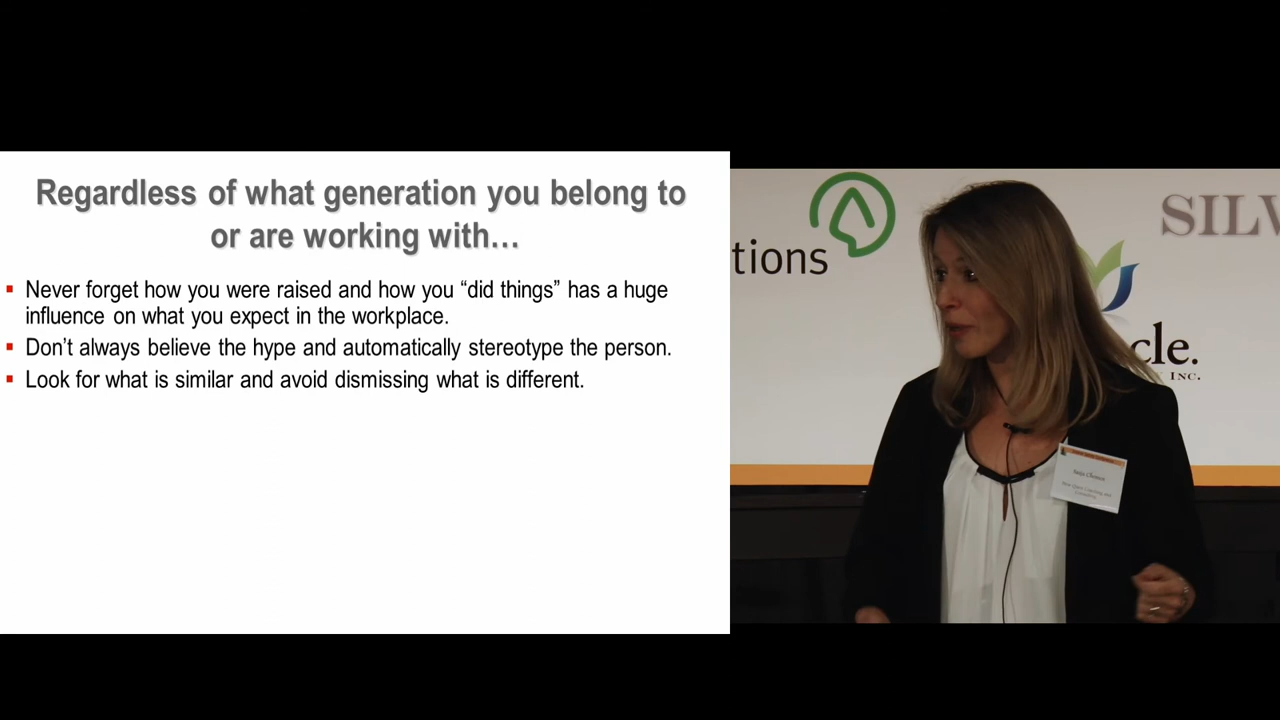 Regardless of what generation you belong to
or are working with…
Never forget how you were raised and how you “did things” has a huge
influence on what you expect in the workplace.
Don’t always believe the hype and automatically stereotype the person.
Look for what is similar and avoid dismissing what is different.
tions
SILV
cle.
INC.